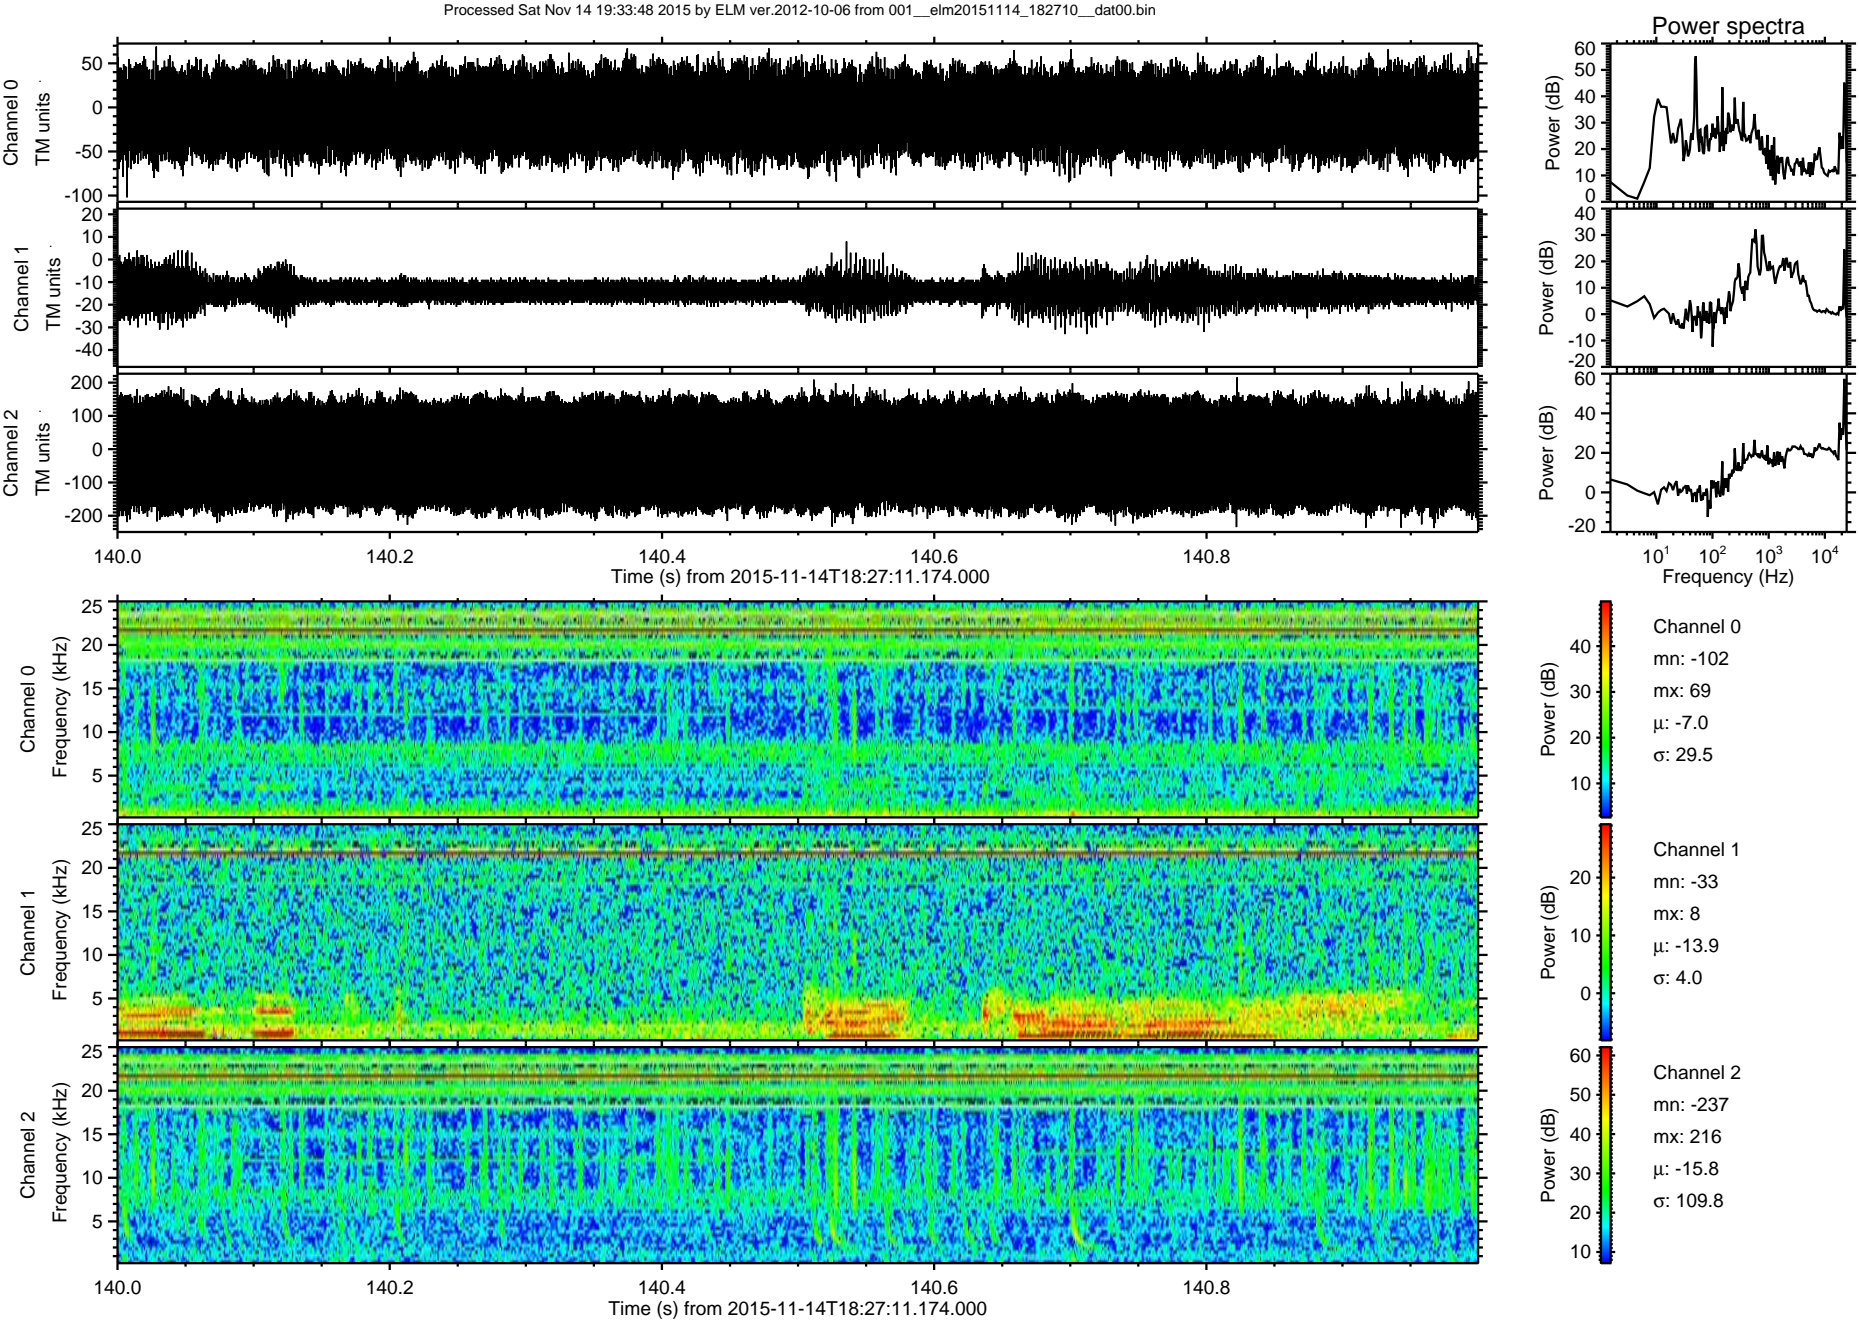 Processed Sat Nov 14 19:33:48 2015 by ELM ver.2012-10-06 from 001__elm20151114_182710__dat00.bin
Power spectra
Channel 0
TM units
50
0
-50
-100
Power (dB)
60
50
40
30
20
10
0
Channel 1
TM units
20
10
0
-10
-20
-30
-40
Power (dB)
40
30
20
10
0
-10
-20
Channel 2
TM units
200
100
0
-100
-200
Power (dB)
60
40
20
0
-20
140.0 140.2 140.4 140.6 140.8
Time (s) from 2015-11-14T18:27:11.174.000
10^1 10^2 10^3 10^4
Frequency (Hz)
Channel 0
Frequency (kHz)
25
20
15
10
5
Power (dB)
40
30
20
10
Channel 0
mn: -102
mx: 69
μ: -7.0
σ: 29.5
Channel 1
Frequency (kHz)
25
20
15
10
5
Power (dB)
20
10
0
Channel 1
mn: -33
mx: 8
μ: -13.9
σ: 4.0
Channel 2
Frequency (kHz)
25
20
15
10
5
Power (dB)
60
50
40
30
20
10
Channel 2
mn: -237
mx: 216
μ: -15.8
σ: 109.8
140.0 140.2 140.4 140.6 140.8
Time (s) from 2015-11-14T18:27:11.174.000